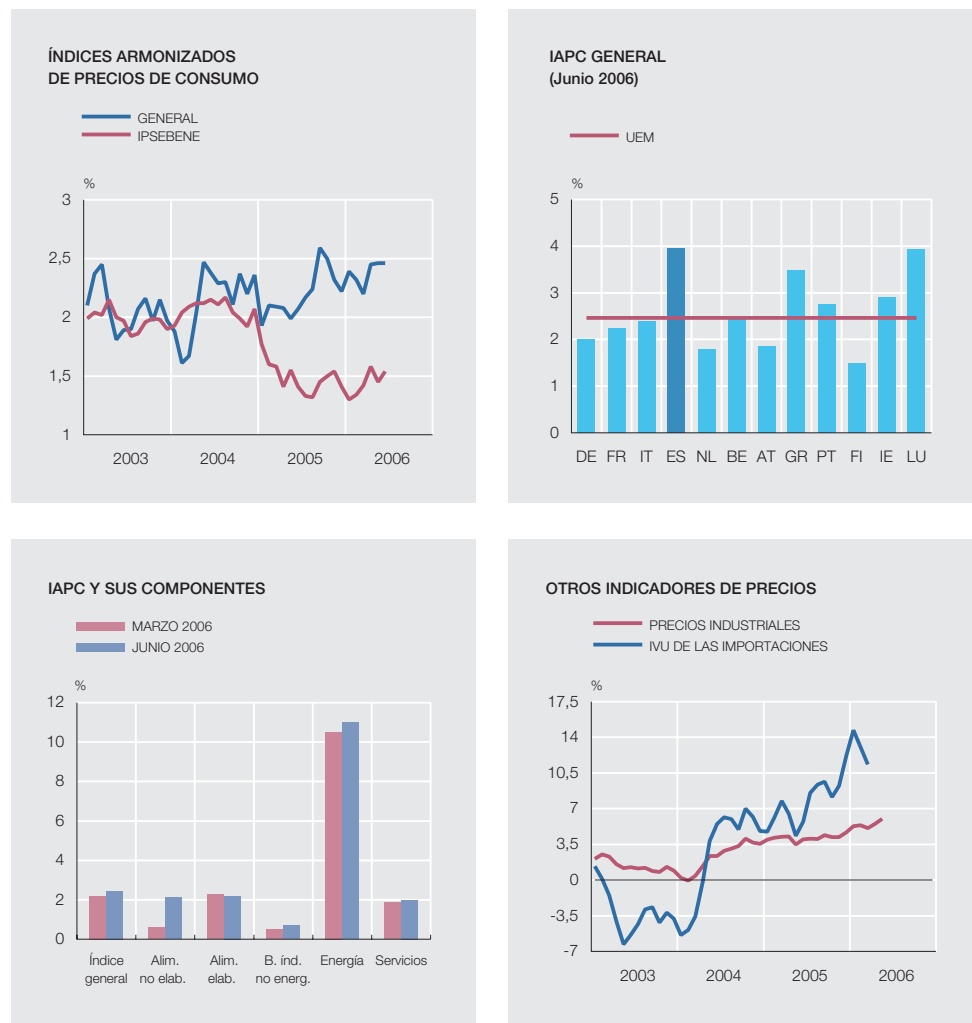 ÍNDICES ARMONIZADOS
DE PRECIOS DE CONSUMO
GENERAL
IPSEBENE
%
3
2,5
2
1,5
1
2003 2004 2005 2006
IAPC GENERAL
(Junio 2006)
UEM
%
5
4
3
2
1
0
DE FR IT ES NL BE AT GR PT FI IE LU
IAPC Y SUS COMPONENTES
MARZO 2006
JUNIO 2006
%
12
10
8
6
4
2
0
Índice Alim. Alim. B. índ. Energía Servicios
general no elab. elab. no energ.
OTROS INDICADORES DE PRECIOS
PRECIOS INDUSTRIALES
IVU DE LAS IMPORTACIONES
%
17,5
14
10,5
7
3,5
0
-3,5
-7
2003 2004 2005 2006